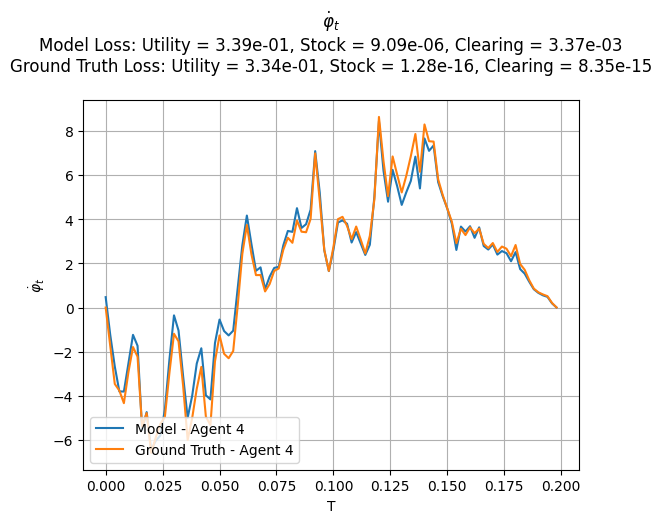 φ̇_t
Model Loss: Utility = 3.39e-01, Stock = 9.09e-06, Clearing = 3.37e-03
Ground Truth Loss: Utility = 3.34e-01, Stock = 1.28e-16, Clearing = 8.35e-15
8
6
4
2
0
−2
−4
−6
φ̇_t
Model - Agent 4
Ground Truth - Agent 4
0.000 0.025 0.050 0.075 0.100 0.125 0.150 0.175 0.200
T